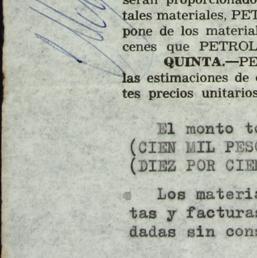 serán proporcionado
tales materiales, PET
pone de los material
cenes que PETROL
QUINTA.—PE
las estimaciones de
tes precios unitarios
El monto to
(CIEN MIL PESO
(DIEZ POR CIE
Los materia
tas y facturas
dadas sin cons